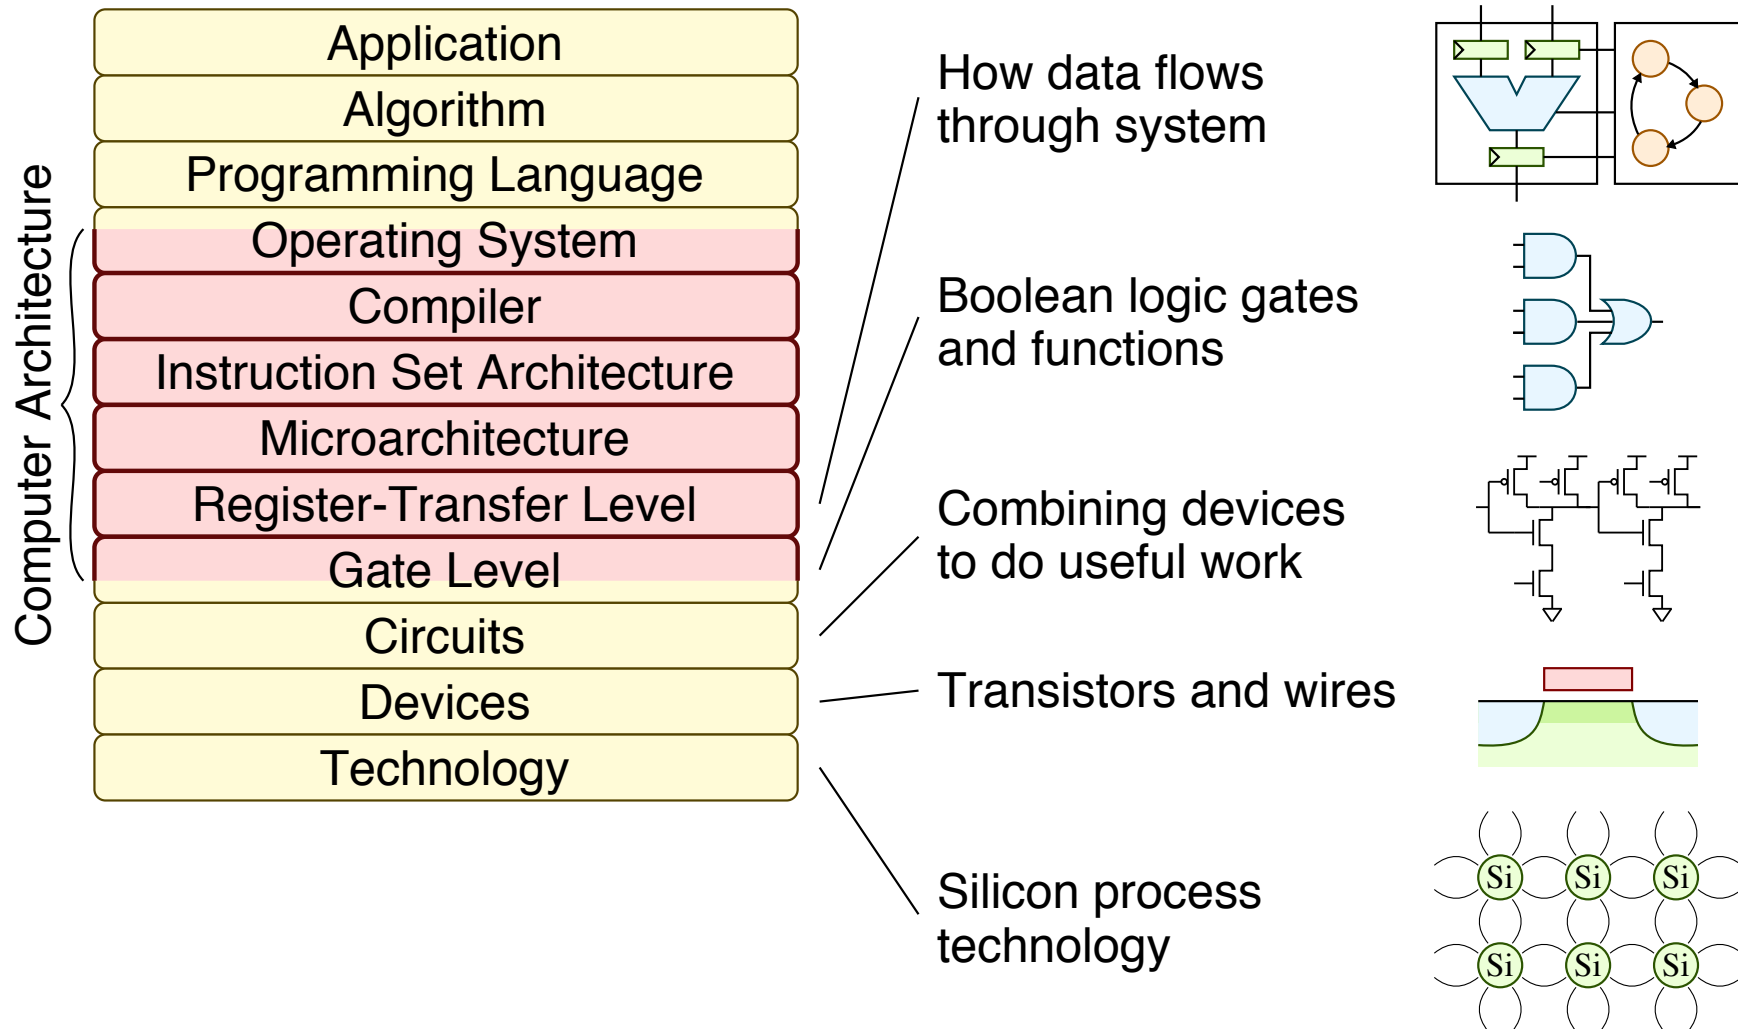 Computer Architecture
Application
Algorithm
Programming Language
Operating System
Compiler
Instruction Set Architecture
Microarchitecture
Register-Transfer Level
Gate Level
Circuits
Devices
Technology
How data flows
through system
Boolean logic gates
and functions
Combining devices
to do useful work
Transistors and wires
Silicon process
technology
Si Si Si
Si Si Si